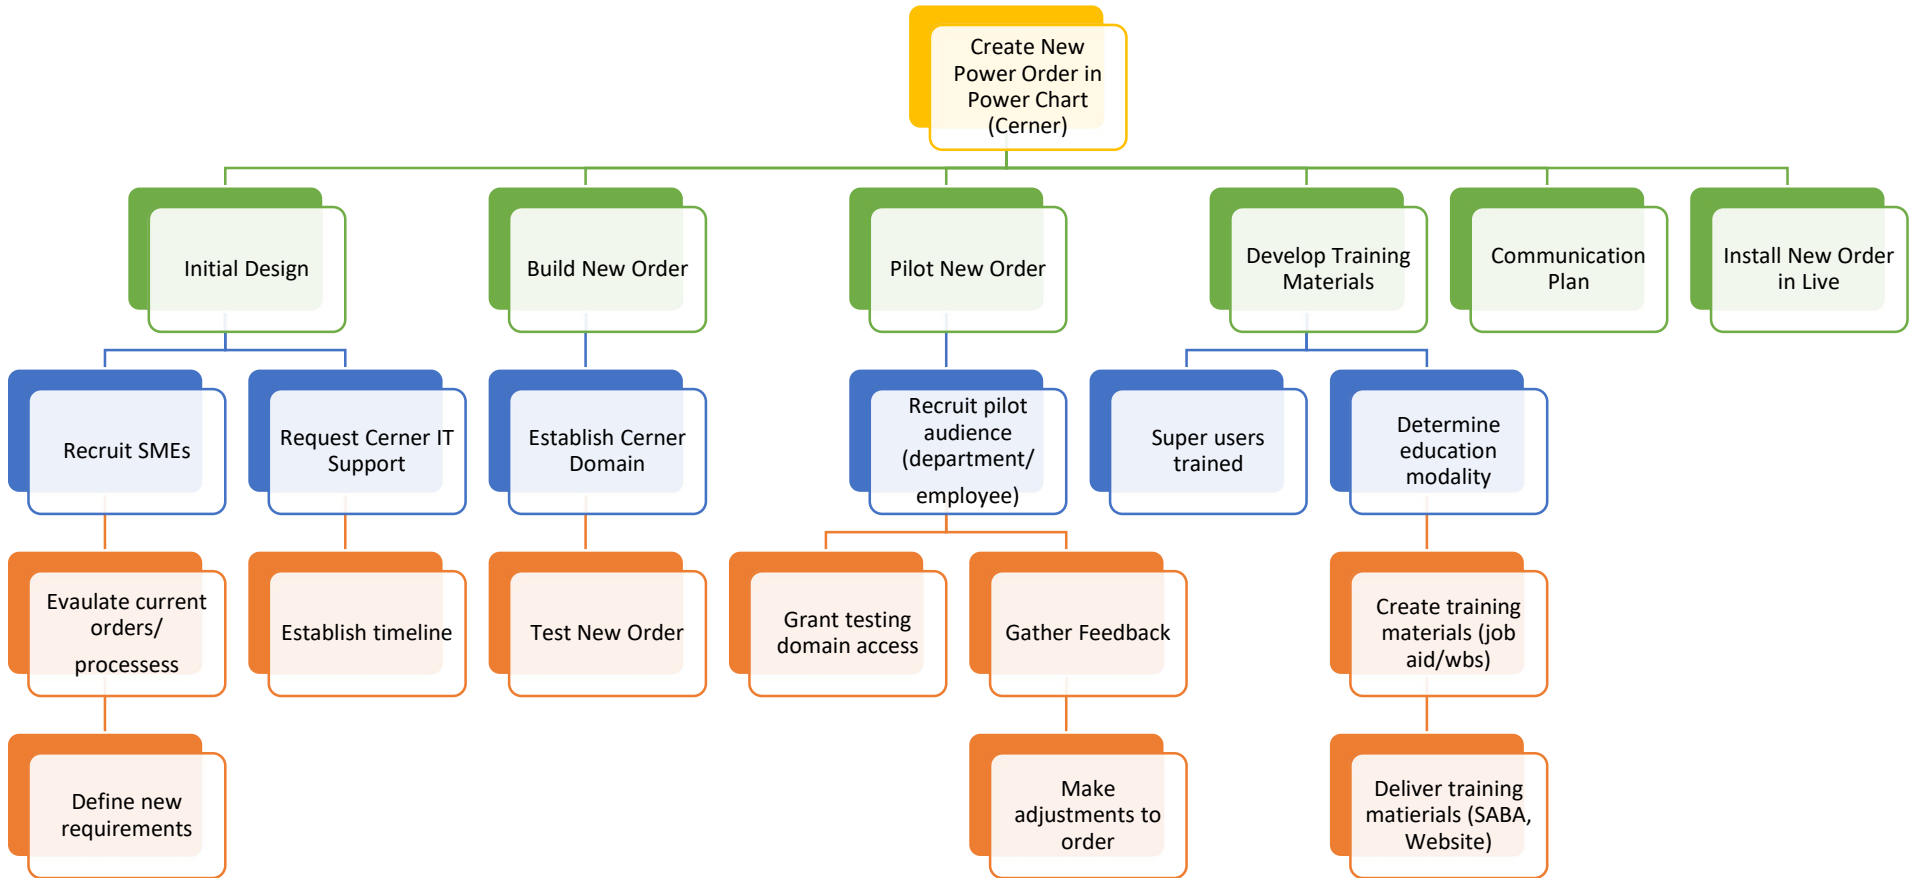 Create New
Power Order in
Power Chart
(Cerner)
Initial Design
Build New Order
Pilot New Order
Develop Training
Materials
Communication
Plan
Install New Order
in Live
Recruit SMEs
Request Cerner IT
Support
Establish Cerner
Domain
Recruit pilot
audience
(department/
employee)
Super users
trained
Determine
education
modality
Evaulate current
orders/
processess
Establish timeline
Test New Order
Grant testing
domain access
Gather Feedback
Create training
materials (job
aid/wbs)
Define new
requirements
Make
adjustments to
order
Deliver training
matierials (SABA,
Website)